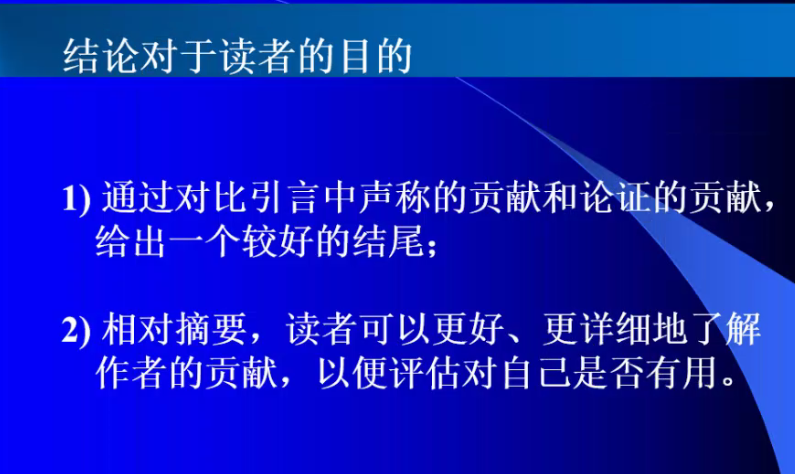 结论对于读者的目的
1) 通过对比引言中声称的贡献和论证的贡献，
给出一个较好的结尾；
2) 相对摘要，读者可以更好、更详细地了解
作者的贡献，以便评估对自己是否有用。